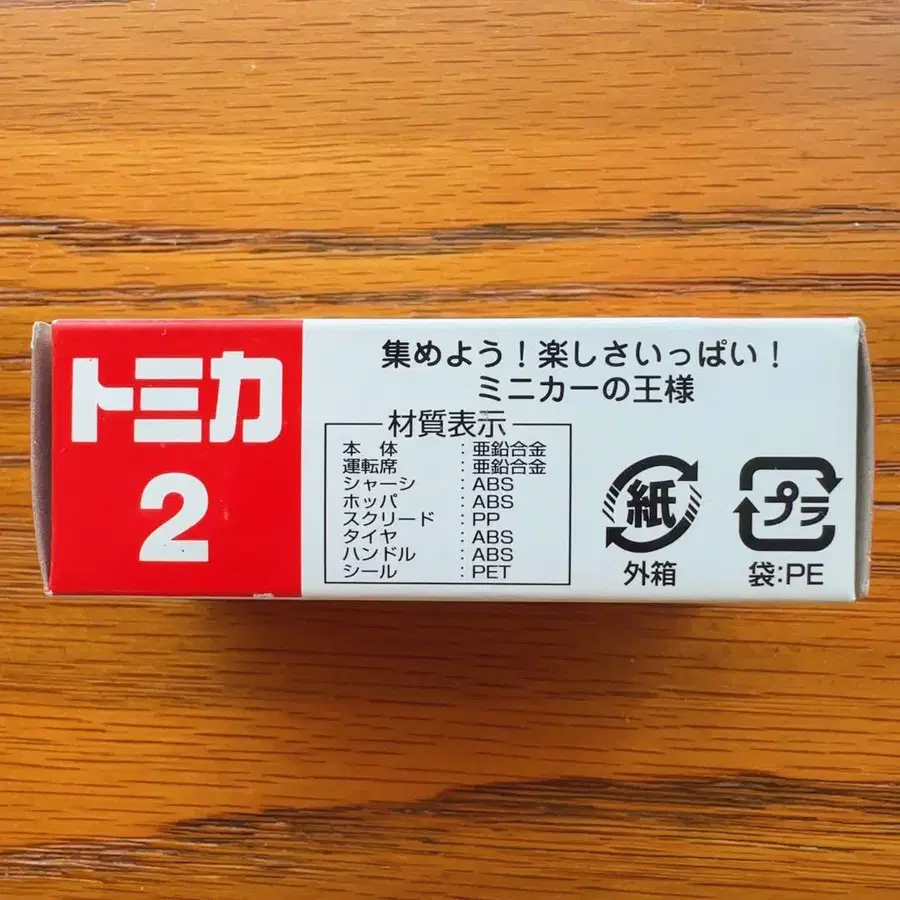 トミカ
2
集めよう!楽しさいっぱい!
ミニカーの王様
材質表示
本 体 : 亜鉛合金
運転席 : 亜鉛合金
シャーシ : ABS
ホッパ : ABS
スクリード : PP
タイヤ : ABS
ハンドル : ABS
シール : PET
紙
外箱
プラ
袋:PE